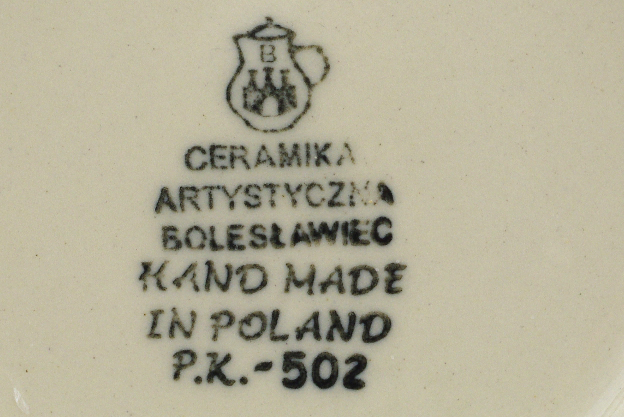 B
CERAMIKA
ARTYSTYCZNA
BOLESŁAWIEC
HAND MADE
IN POLAND
P.K.-502